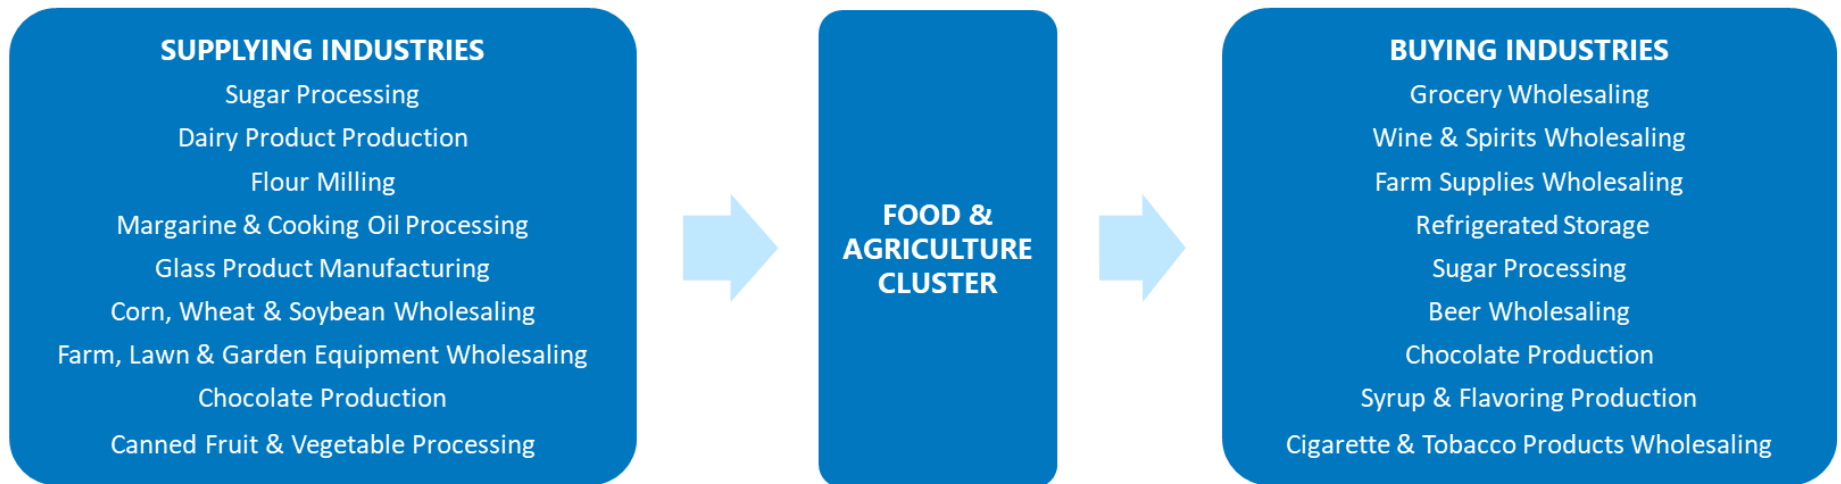 SUPPLYING INDUSTRIES
Sugar Processing
Dairy Product Production
Flour Milling
Margarine & Cooking Oil Processing
Glass Product Manufacturing
Corn, Wheat & Soybean Wholesaling
Farm, Lawn & Garden Equipment Wholesaling
Chocolate Production
Canned Fruit & Vegetable Processing
FOOD &
AGRICULTURE
CLUSTER
BUYING INDUSTRIES
Grocery Wholesaling
Wine & Spirits Wholesaling
Farm Supplies Wholesaling
Refrigerated Storage
Sugar Processing
Beer Wholesaling
Chocolate Production
Syrup & Flavoring Production
Cigarette & Tobacco Products Wholesaling